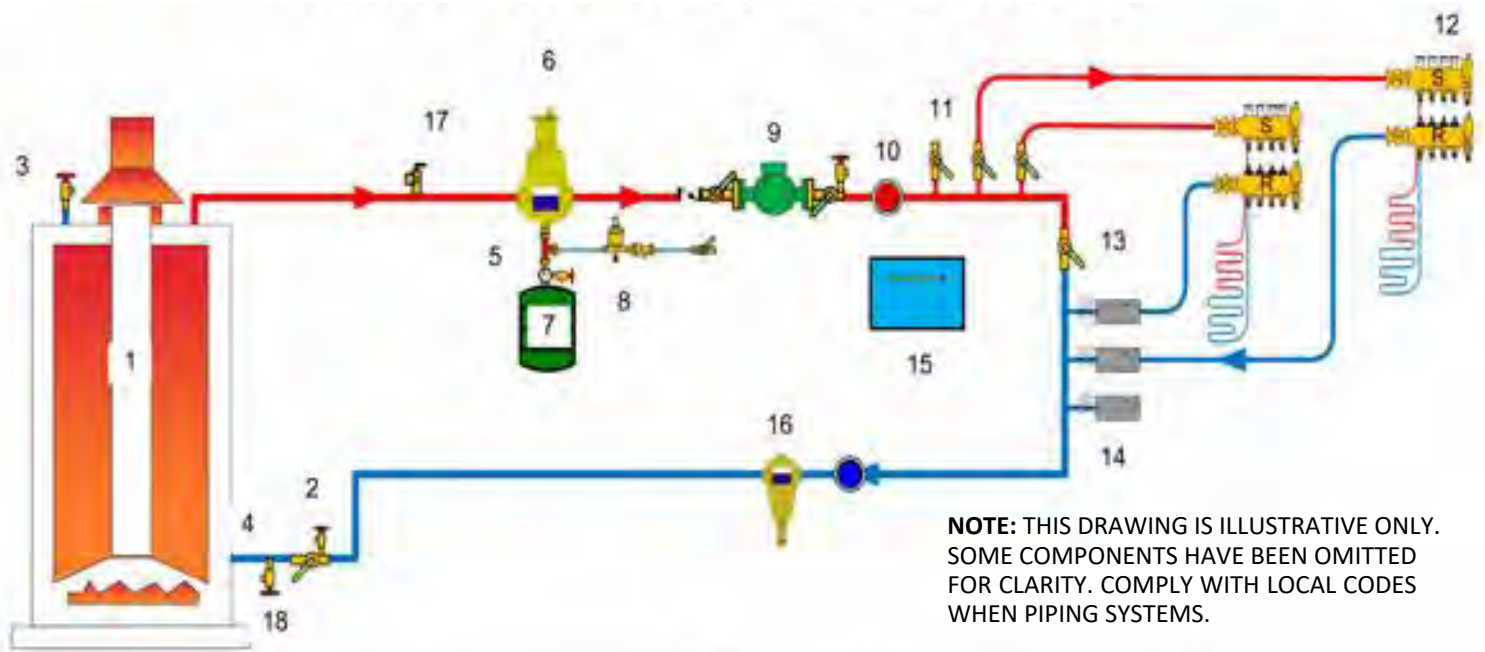 6
12
S
17
11
9
3
S
10
R
R
13
5
8
7
1
15
16
14
2
4
18
NOTE: THIS DRAWING IS ILLUSTRATIVE ONLY.
SOME COMPONENTS HAVE BEEN OMITTED
FOR CLARITY. COMPLY WITH LOCAL CODES
WHEN PIPING SYSTEMS.